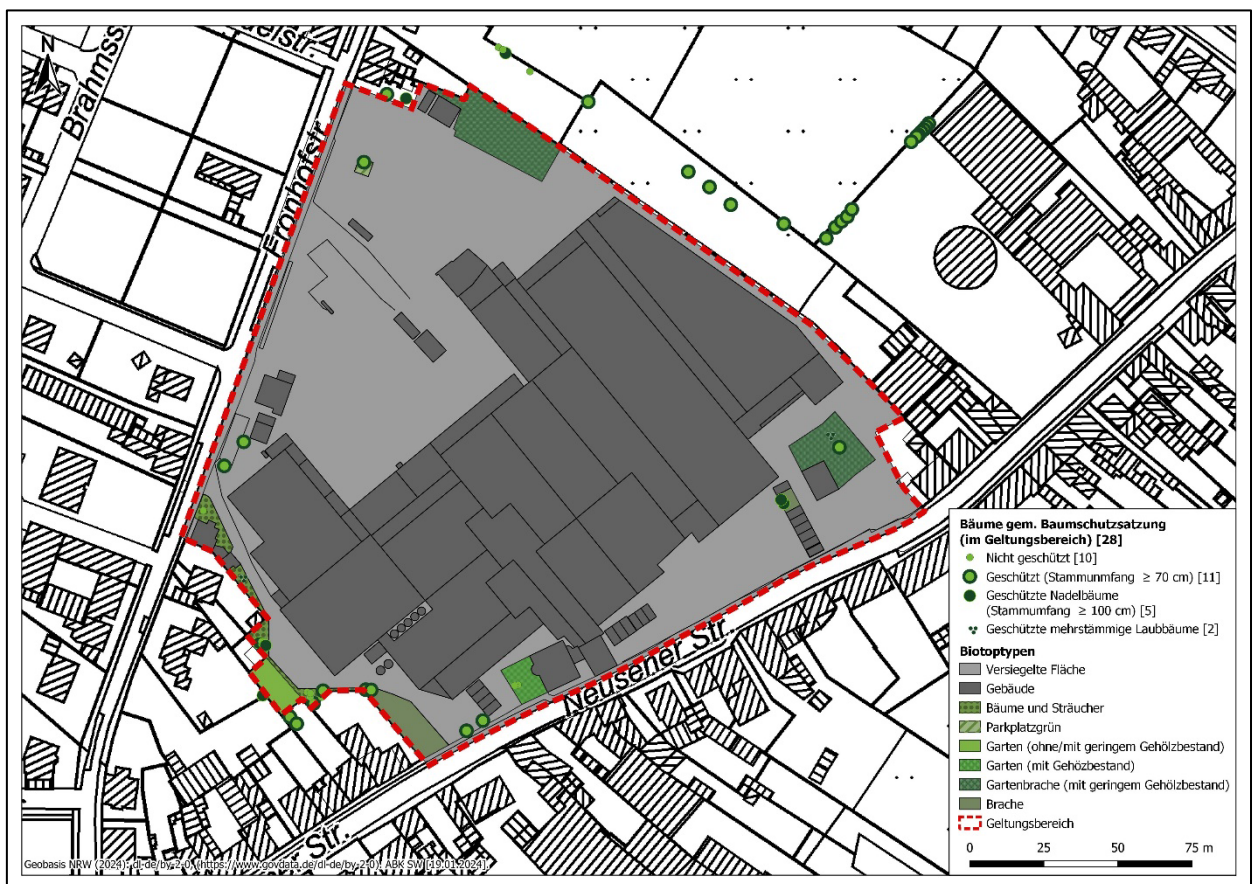 N
Brahmss
elstr.
Fronhofstr.
Neusener Str.
Str.
Bäume gem. Baumschutzsatzung
(im Geltungsbereich) [28]
Nicht geschützt [10]
Geschützt (Stammunmfang ≥ 70 cm) [11]
Geschützte Nadelbäume
(Stammumfang ≥ 100 cm) [5]
Geschützte mehrstämmige Laubbäume [2]
Biotoptypen
Versiegelte Fläche
Gebäude
Bäume und Sträucher
Parkplatzgrün
Garten (ohne/mit geringem Gehölzbestand)
Garten (mit Gehözbestand)
Gartenbrache (mit geringem Gehölzbestand)
Brache
Geltungsbereich
0 25 50 75 m
Geobasis NRW (2024): dl-de/by-2-0, (https://www.govdata.de/dl-de/by-2-0). ABK SW [19.01.2024]